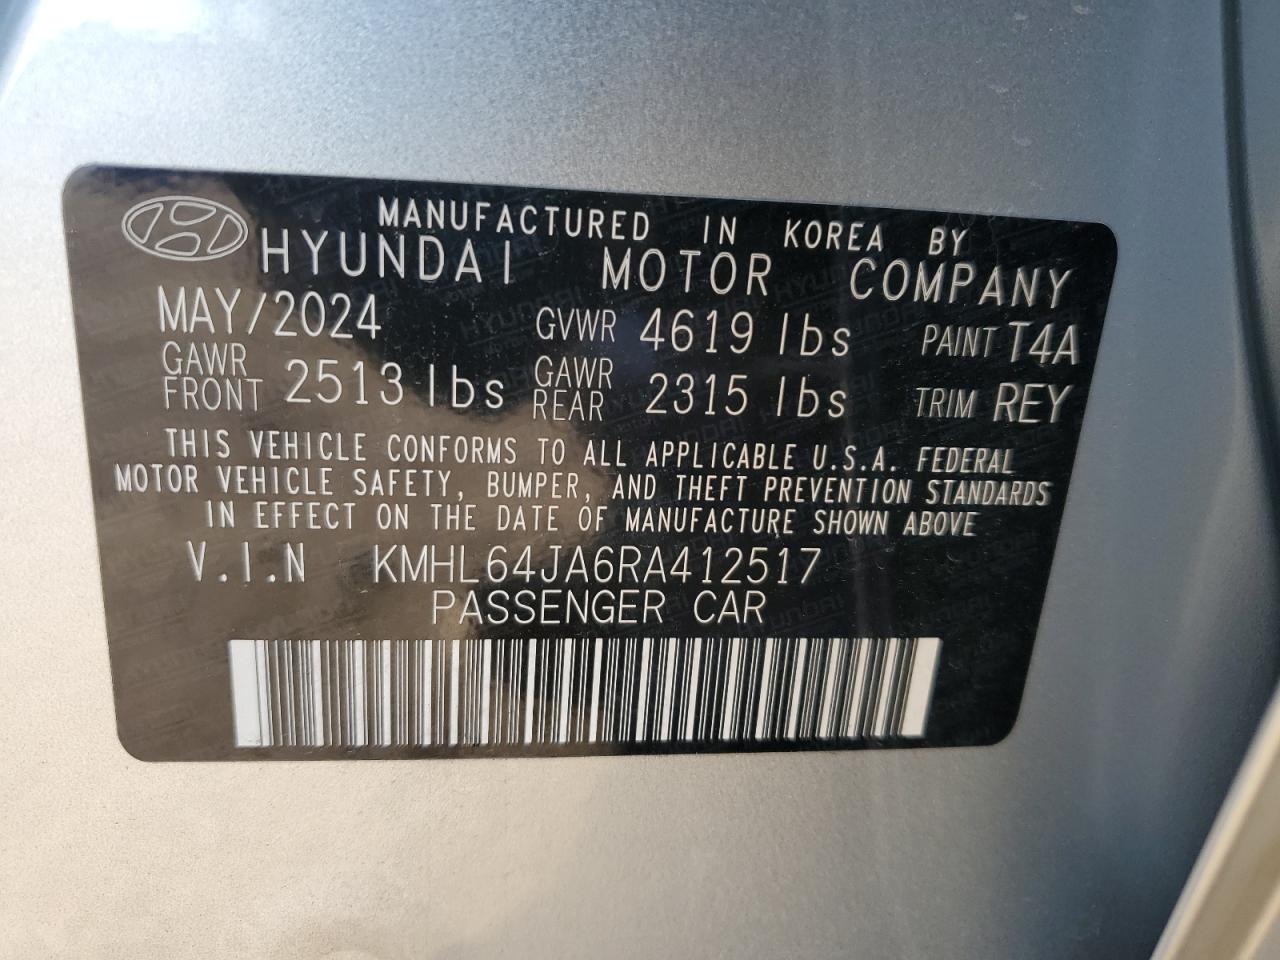 MANUFACTURED IN KOREA BY
HYUNDAI MOTOR COMPANY
MAY/2024 GVWR 4619 lbs PAINT T4A
GAWR FRONT 2513 lbs GAWR REAR 2315 lbs TRIM REY
THIS VEHICLE CONFORMS TO ALL APPLICABLE U.S.A. FEDERAL
MOTOR VEHICLE SAFETY, BUMPER, AND THEFT PREVENTION STANDARDS
IN EFFECT ON THE DATE OF MANUFACTURE SHOWN ABOVE
V.I.N KMHL64JA6RA412517
PASSENGER CAR